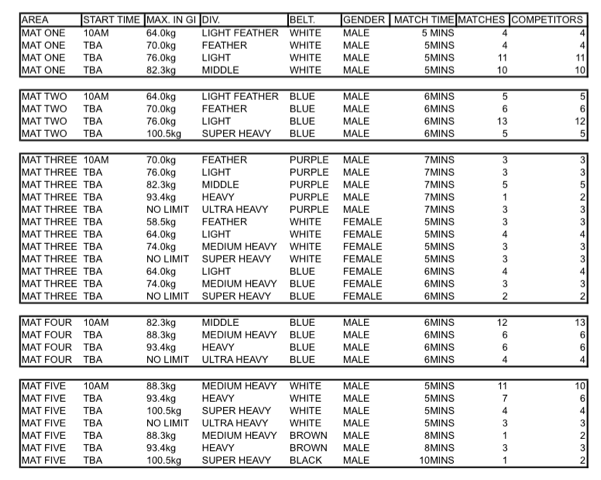 AREA START TIME MAX. IN GI DIV. BELT. GENDER MATCH TIME MATCHES COMPETITORS
MAT ONE 10AM 64.0kg LIGHT FEATHER WHITE MALE 5 MINS 4 4
MAT ONE TBA 70.0kg FEATHER WHITE MALE 5MINS 4 4
MAT ONE TBA 76.0kg LIGHT WHITE MALE 5MINS 11 11
MAT ONE TBA 82.3kg MIDDLE WHITE MALE 5MINS 10 10
MAT TWO 10AM 64.0kg LIGHT FEATHER BLUE MALE 6MINS 5 5
MAT TWO TBA 70.0kg FEATHER BLUE MALE 6MINS 6 6
MAT TWO TBA 76.0kg LIGHT BLUE MALE 6MINS 13 12
MAT TWO TBA 100.5kg SUPER HEAVY BLUE MALE 6MINS 5 5
MAT THREE 10AM 70.0kg FEATHER PURPLE MALE 7MINS 3 3
MAT THREE TBA 76.0kg LIGHT PURPLE MALE 7MINS 3 3
MAT THREE TBA 82.3kg MIDDLE PURPLE MALE 7MINS 5 5
MAT THREE TBA 93.4kg HEAVY PURPLE MALE 7MINS 1 2
MAT THREE TBA NO LIMIT ULTRA HEAVY PURPLE MALE 7MINS 3 3
MAT THREE TBA 58.5kg FEATHER WHITE FEMALE 5MINS 3 3
MAT THREE TBA 64.0kg LIGHT WHITE FEMALE 5MINS 4 4
MAT THREE TBA 74.0kg MEDIUM HEAVY WHITE FEMALE 5MINS 3 3
MAT THREE TBA NO LIMIT SUPER HEAVY WHITE FEMALE 5MINS 3 3
MAT THREE TBA 64.0kg LIGHT BLUE FEMALE 6MINS 4 4
MAT THREE TBA 74.0kg MEDIUM HEAVY BLUE FEMALE 6MINS 3 3
MAT THREE TBA NO LIMIT SUPER HEAVY BLUE FEMALE 6MINS 2 2
MAT FOUR 10AM 82.3kg MIDDLE BLUE MALE 6MINS 12 13
MAT FOUR TBA 88.3kg MEDIUM HEAVY BLUE MALE 6MINS 6 6
MAT FOUR TBA 93.4kg HEAVY BLUE MALE 6MINS 6 6
MAT FOUR TBA NO LIMIT ULTRA HEAVY BLUE MALE 6MINS 4 4
MAT FIVE 10AM 88.3kg MEDIUM HEAVY WHITE MALE 5MINS 11 10
MAT FIVE TBA 93.4kg HEAVY WHITE MALE 5MINS 7 6
MAT FIVE TBA 100.5kg SUPER HEAVY WHITE MALE 5MINS 4 4
MAT FIVE TBA NO LIMIT ULTRA HEAVY WHITE MALE 5MINS 3 3
MAT FIVE TBA 88.3kg MEDIUM HEAVY BROWN MALE 8MINS 1 2
MAT FIVE TBA 93.4kg HEAVY BROWN MALE 8MINS 3 3
MAT FIVE TBA 100.5kg SUPER HEAVY BLACK MALE 10MINS 1 2